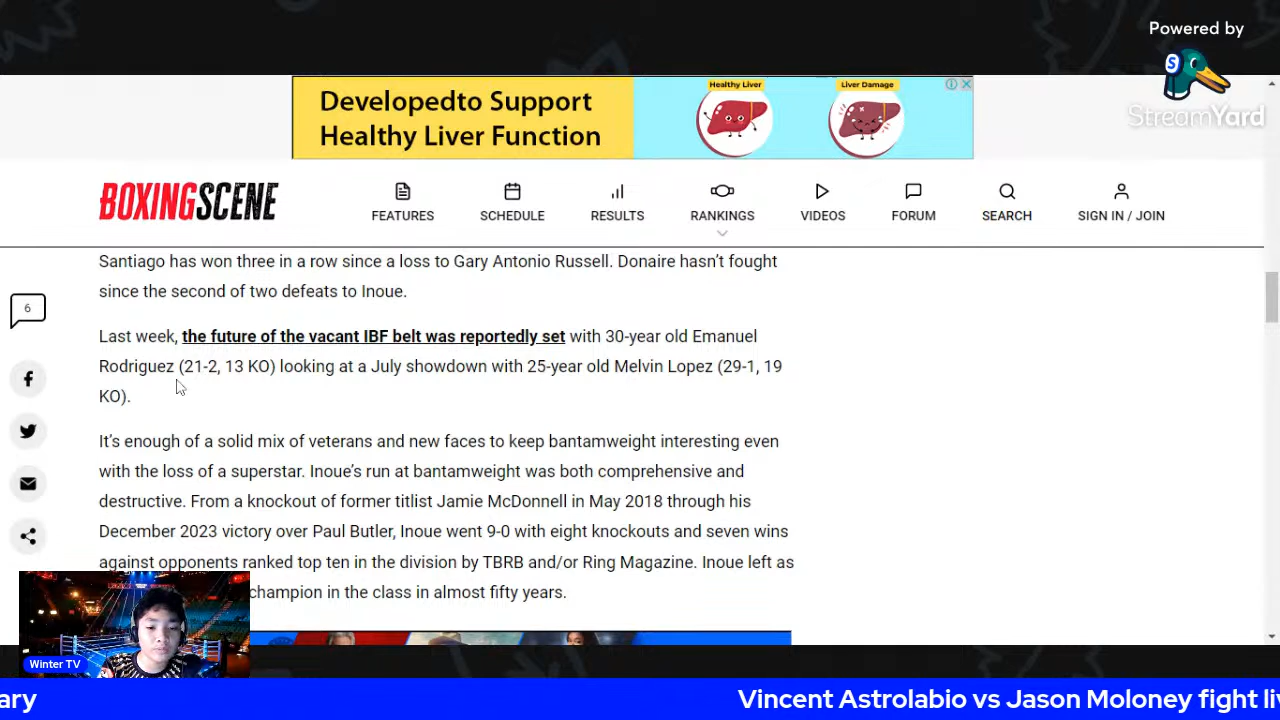 Powered by
S
StreamYard
Developedto Support
Healthy Liver Function
Healthy Liver
Liver Damage
BOXINGSCENE
FEATURES
SCHEDULE
RESULTS
RANKINGS
VIDEOS
FORUM
SEARCH
SIGN IN / JOIN
6
Santiago has won three in a row since a loss to Gary Antonio Russell. Donaire hasn’t fought
since the second of two defeats to Inoue.
Last week, the future of the vacant IBF belt was reportedly set with 30-year old Emanuel
Rodriguez (21-2, 13 KO) looking at a July showdown with 25-year old Melvin Lopez (29-1, 19
KO).
It’s enough of a solid mix of veterans and new faces to keep bantamweight interesting even
with the loss of a superstar. Inoue’s run at bantamweight was both comprehensive and
destructive. From a knockout of former titlist Jamie McDonnell in May 2018 through his
December 2023 victory over Paul Butler, Inoue went 9-0 with eight knockouts and seven wins
against opponents ranked top ten in the division by TBRB and/or Ring Magazine. Inoue left as
champion in the class in almost fifty years.
Winter TV
ary
Vincent Astrolabio vs Jason Moloney fight li